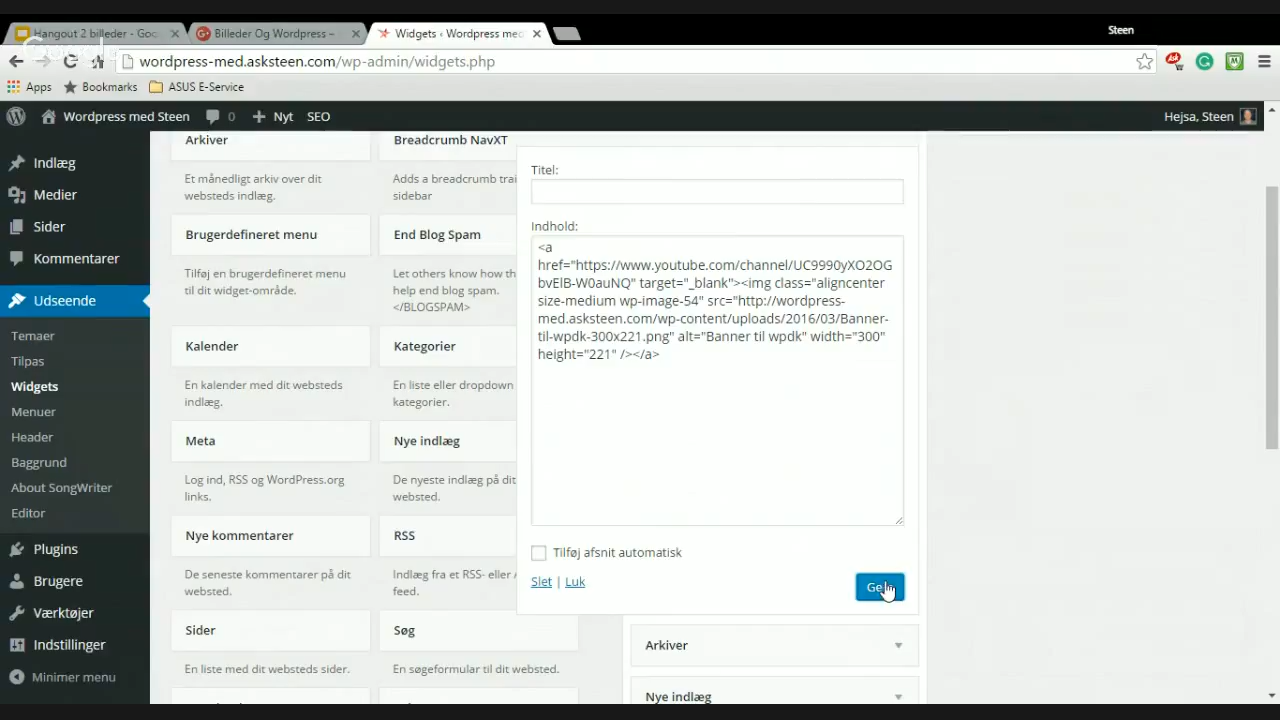 Hangout 2 billeder - Goo
Billeder Og Wordpress –
Widgets ‹ Wordpress med
Steen
wordpress-med.asksteen.com/wp-admin/widgets.php
Apps
Bookmarks
ASUS E-Service
Wordpress med Steen
0
Nyt
SEO
Hejsa, Steen
Indlæg
Medier
Sider
Kommentarer
Udseende
Temaer
Tilpas
Widgets
Menuer
Header
Baggrund
About SongWriter
Editor
Plugins
Brugere
Værktøjer
Indstillinger
Minimer menu
Arkiver
Et månedligt arkiv over dit
websteds indlæg.
Brugerdefineret menu
Tilføj en brugerdefineret menu
til dit widget-område.
Kalender
En kalender med dit websteds
indlæg.
Meta
Log ind, RSS og WordPress.org
links.
Nye kommentarer
De seneste kommentarer på dit
websted.
Sider
En liste med dit websteds sider.
Breadcrumb NavXT
Adds a breadcrumb trai
sidebar
End Blog Spam
Let others know how th
help end blog spam.
</BLOGSPAM>
Kategorier
En liste eller dropdown
kategorier.
Nye indlæg
De nyeste indlæg på dit
websted.
RSS
Indlæg fra et RSS- eller
feed.
Søg
En søgeformular til dit websted.
Titel:
Indhold:
<a
href="https://www.youtube.com/channel/UC9990yXO2OG
bvElB-W0auNQ" target="_blank"><img class="aligncenter
size-medium wp-image-54" src="http://wordpress-
med.asksteen.com/wp-content/uploads/2016/03/Banner-
til-wpdk-300x221.png" alt="Banner til wpdk" width="300"
height="221" /></a>
Tilføj afsnit automatisk
Slet | Luk
Arkiver
Nye indlæg